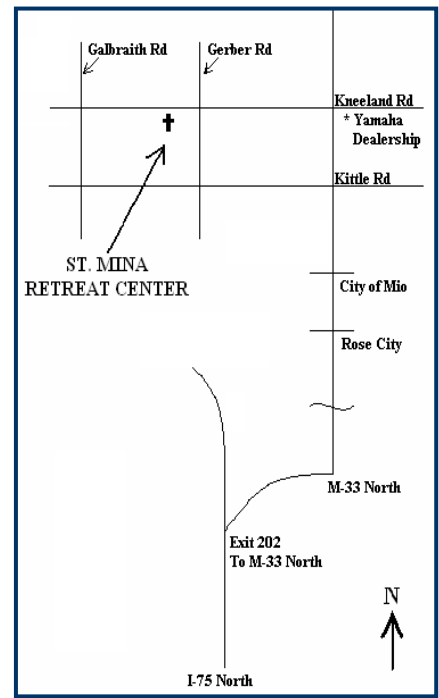 Galbraith Rd
Gerber Rd
Kneeland Rd
* Yamaha
Dealership
Kittle Rd
ST. MINA
RETREAT CENTER
City of Mio
Rose City
M-33 North
Exit 202
To M-33 North
N
I-75 North